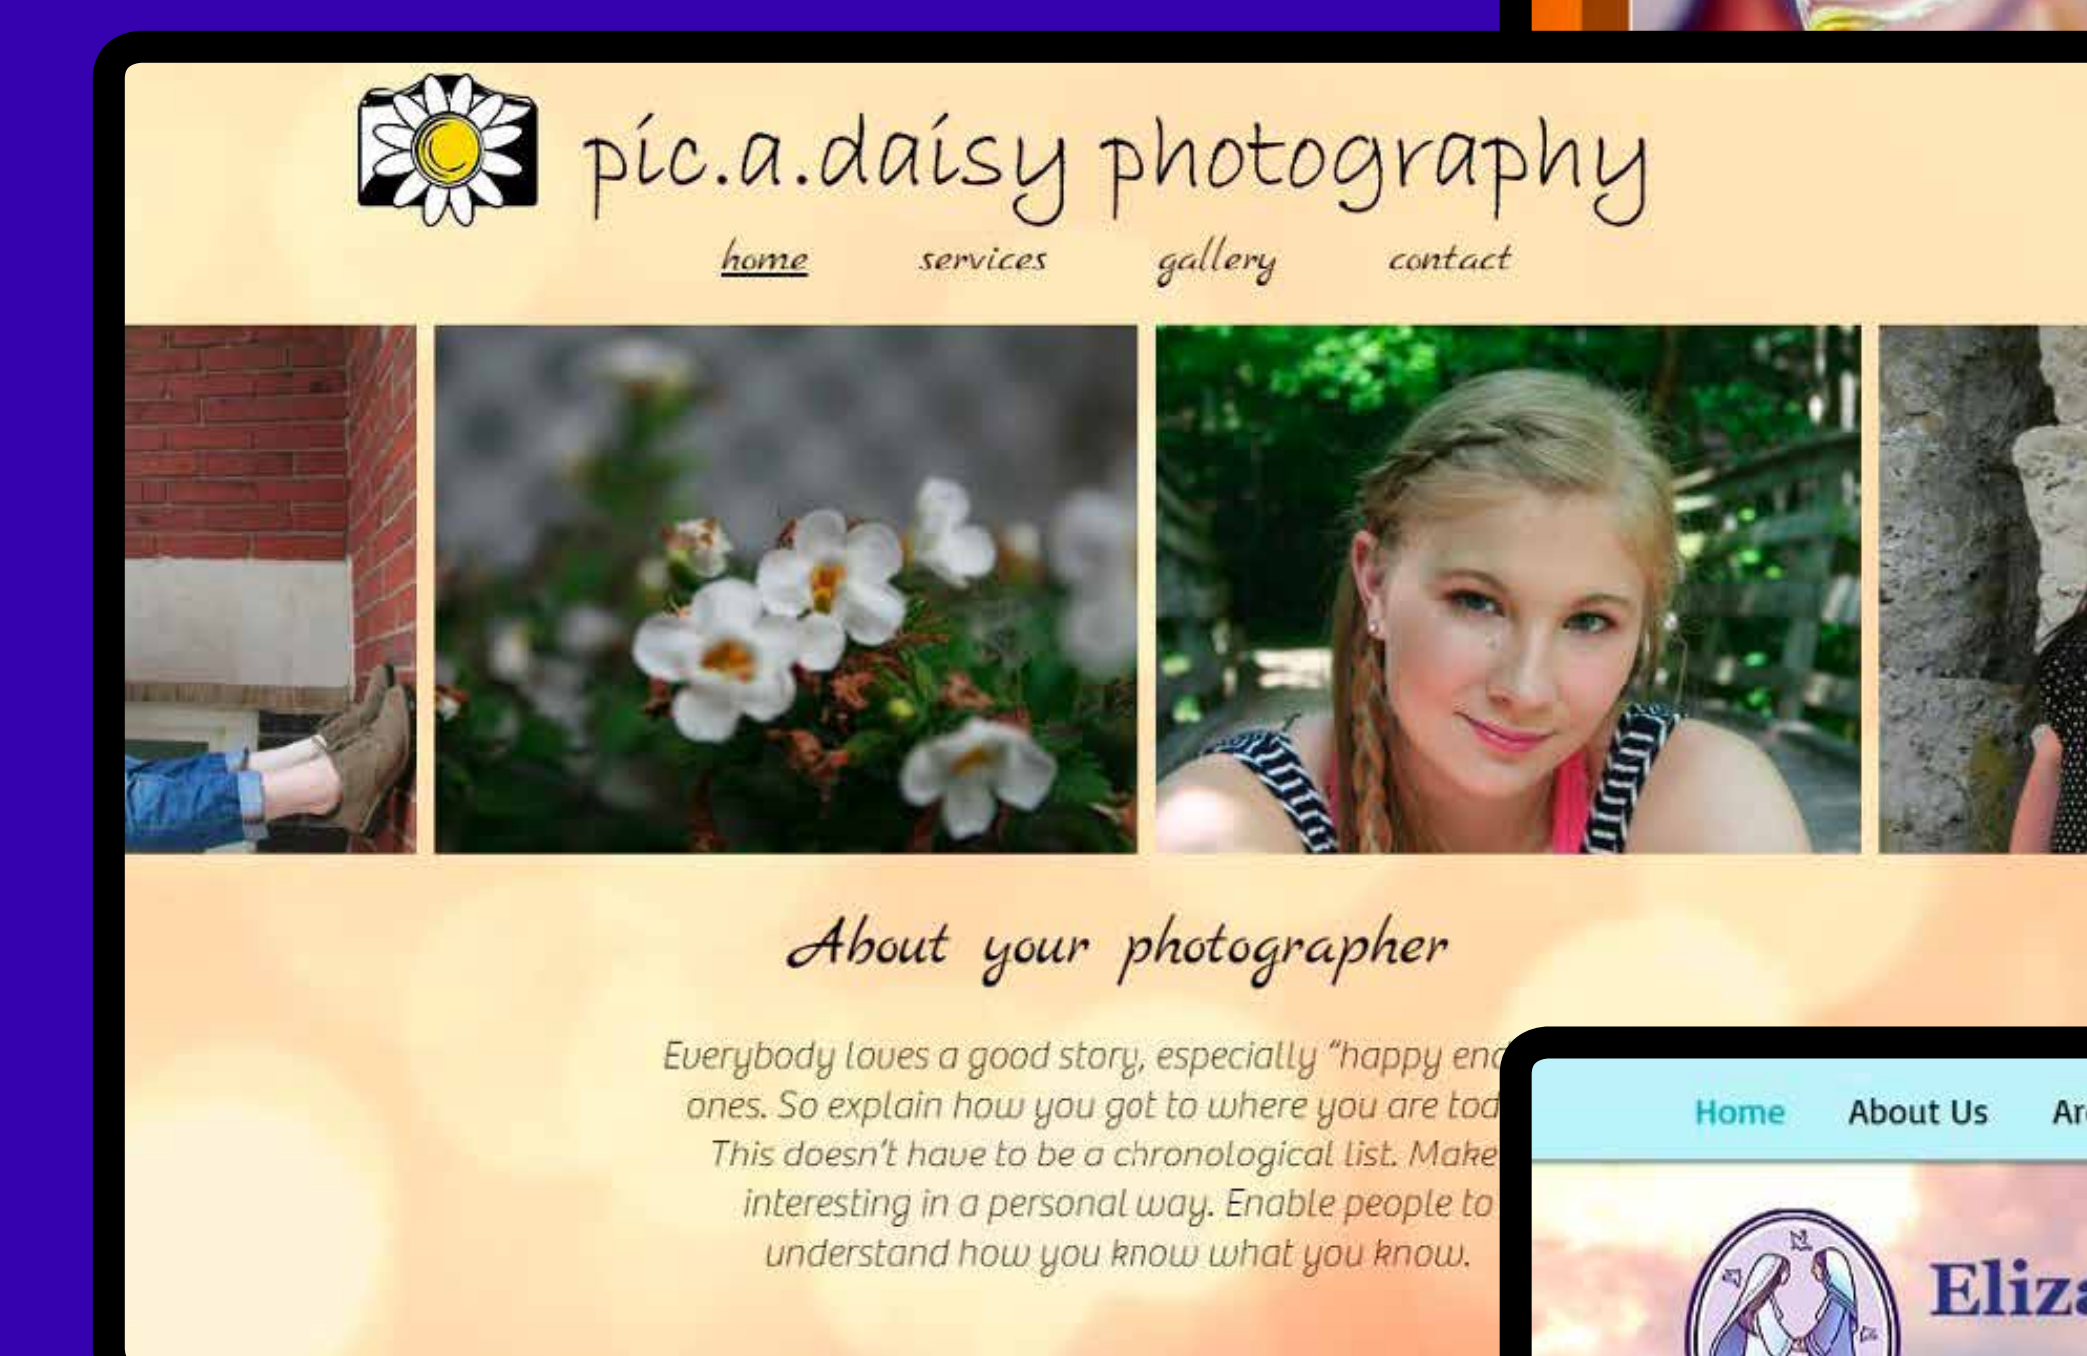 pic.a.daisy photography
home services gallery contact
About your photographer
Everybody loves a good story, especially "happy
ones. So explain how you got to where you are
This doesn't have to be a chronological list. Make
interesting in a personal way. Enable people to
understand how you know what you know.
Home About Us